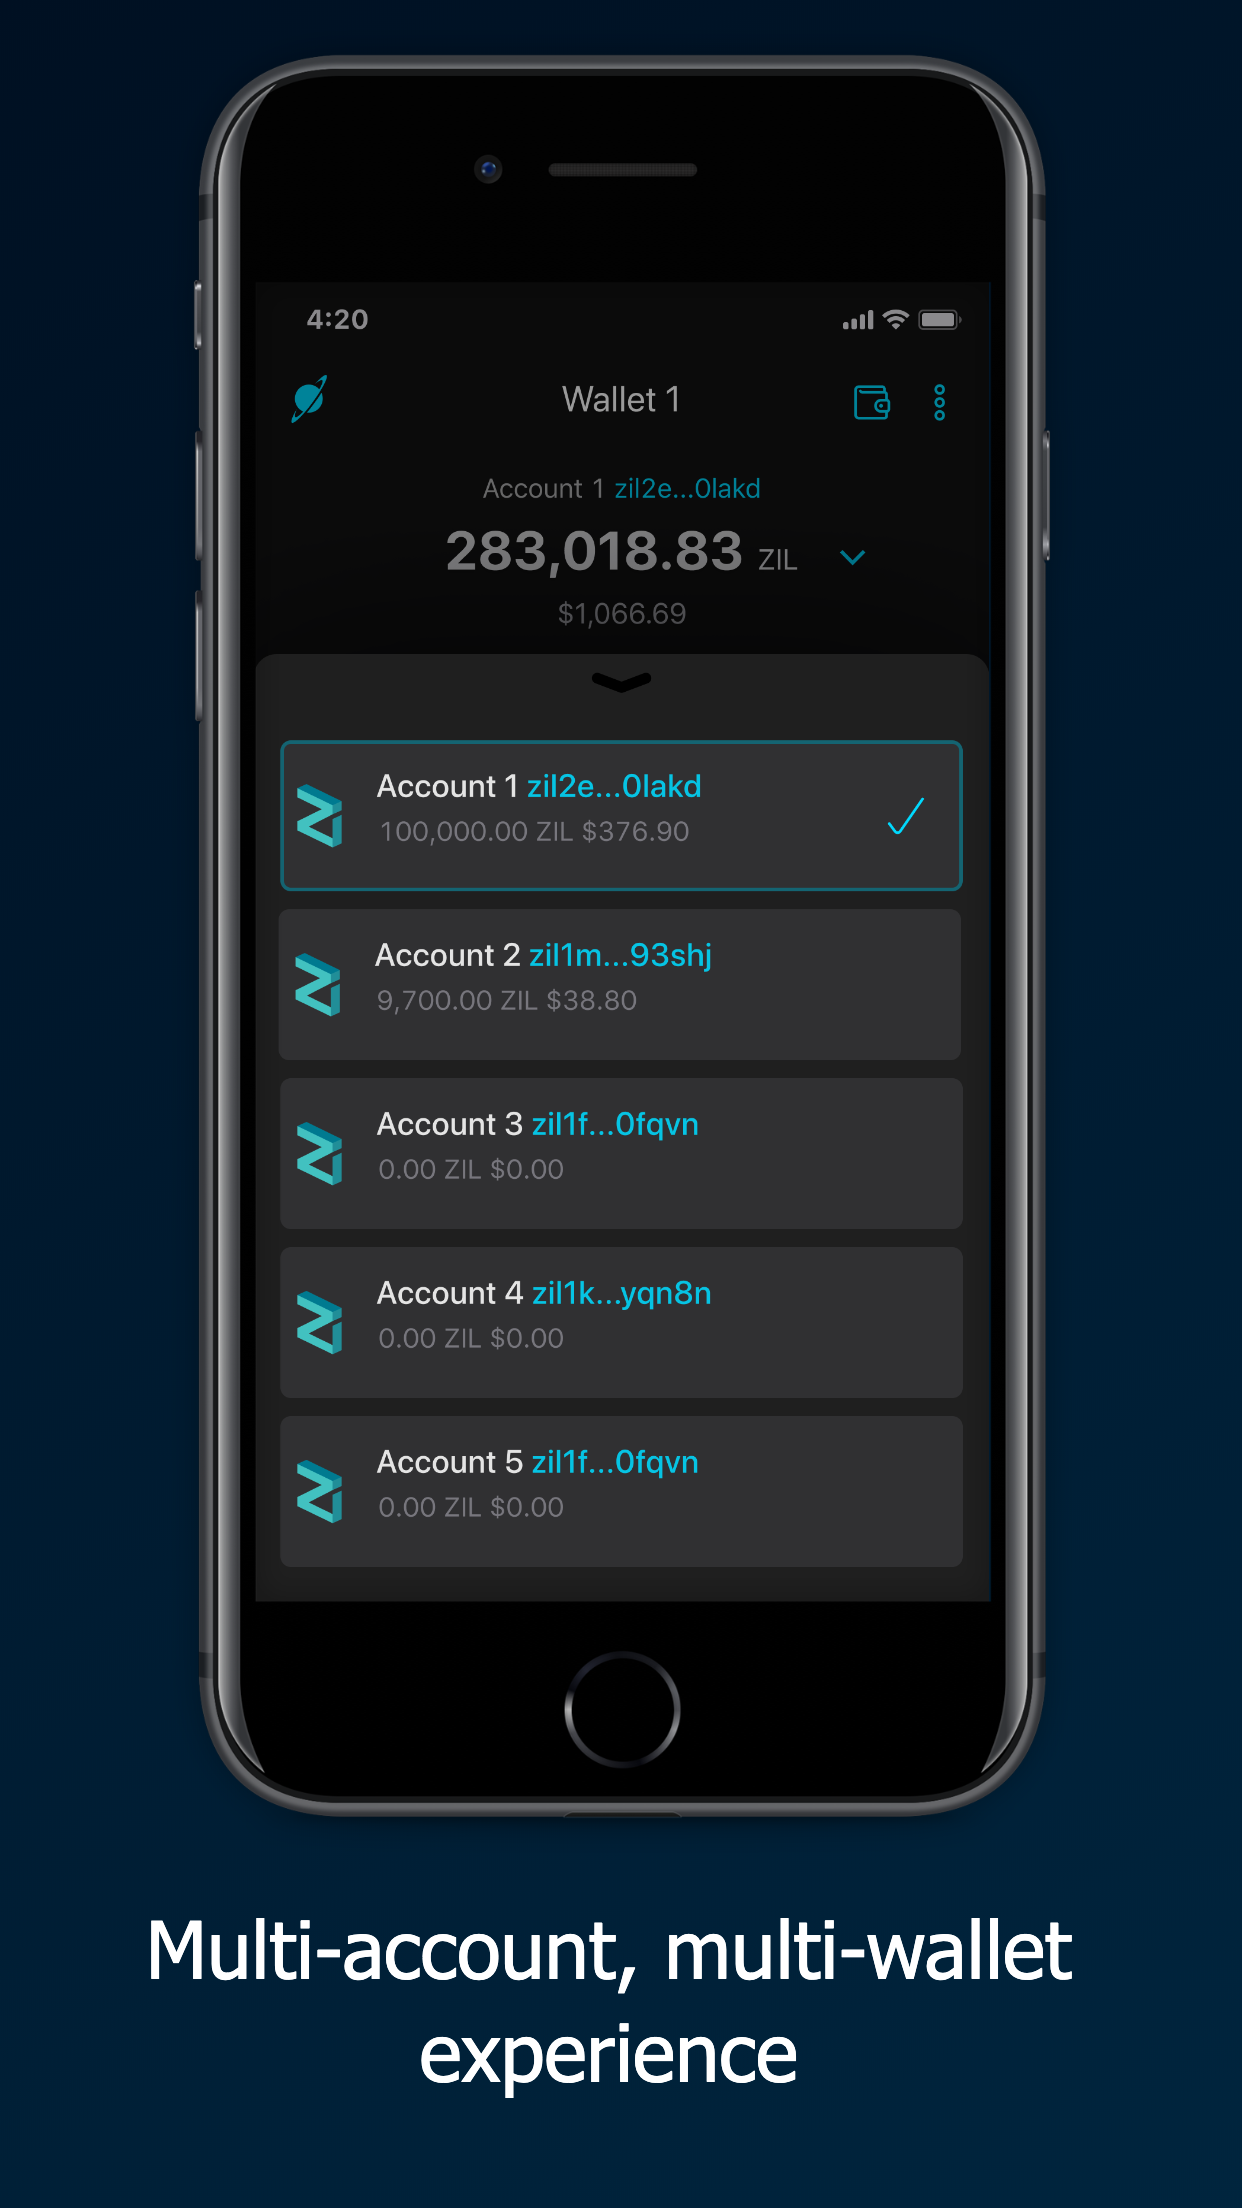 4:20
Wallet 1
Account 1 zil2e...0lakd
283,018.83 ZIL
$1,066.69
Account 1 zil2e...0lakd
100,000.00 ZIL $376.90
Account 2 zil1m...93shj
9,700.00 ZIL $38.80
Account 3 zil1f...0fqvn
0.00 ZIL $0.00
Account 4 zil1k...yqn8n
0.00 ZIL $0.00
Account 5 zil1f...0fqvn
0.00 ZIL $0.00
Multi-account, multi-wallet
experience